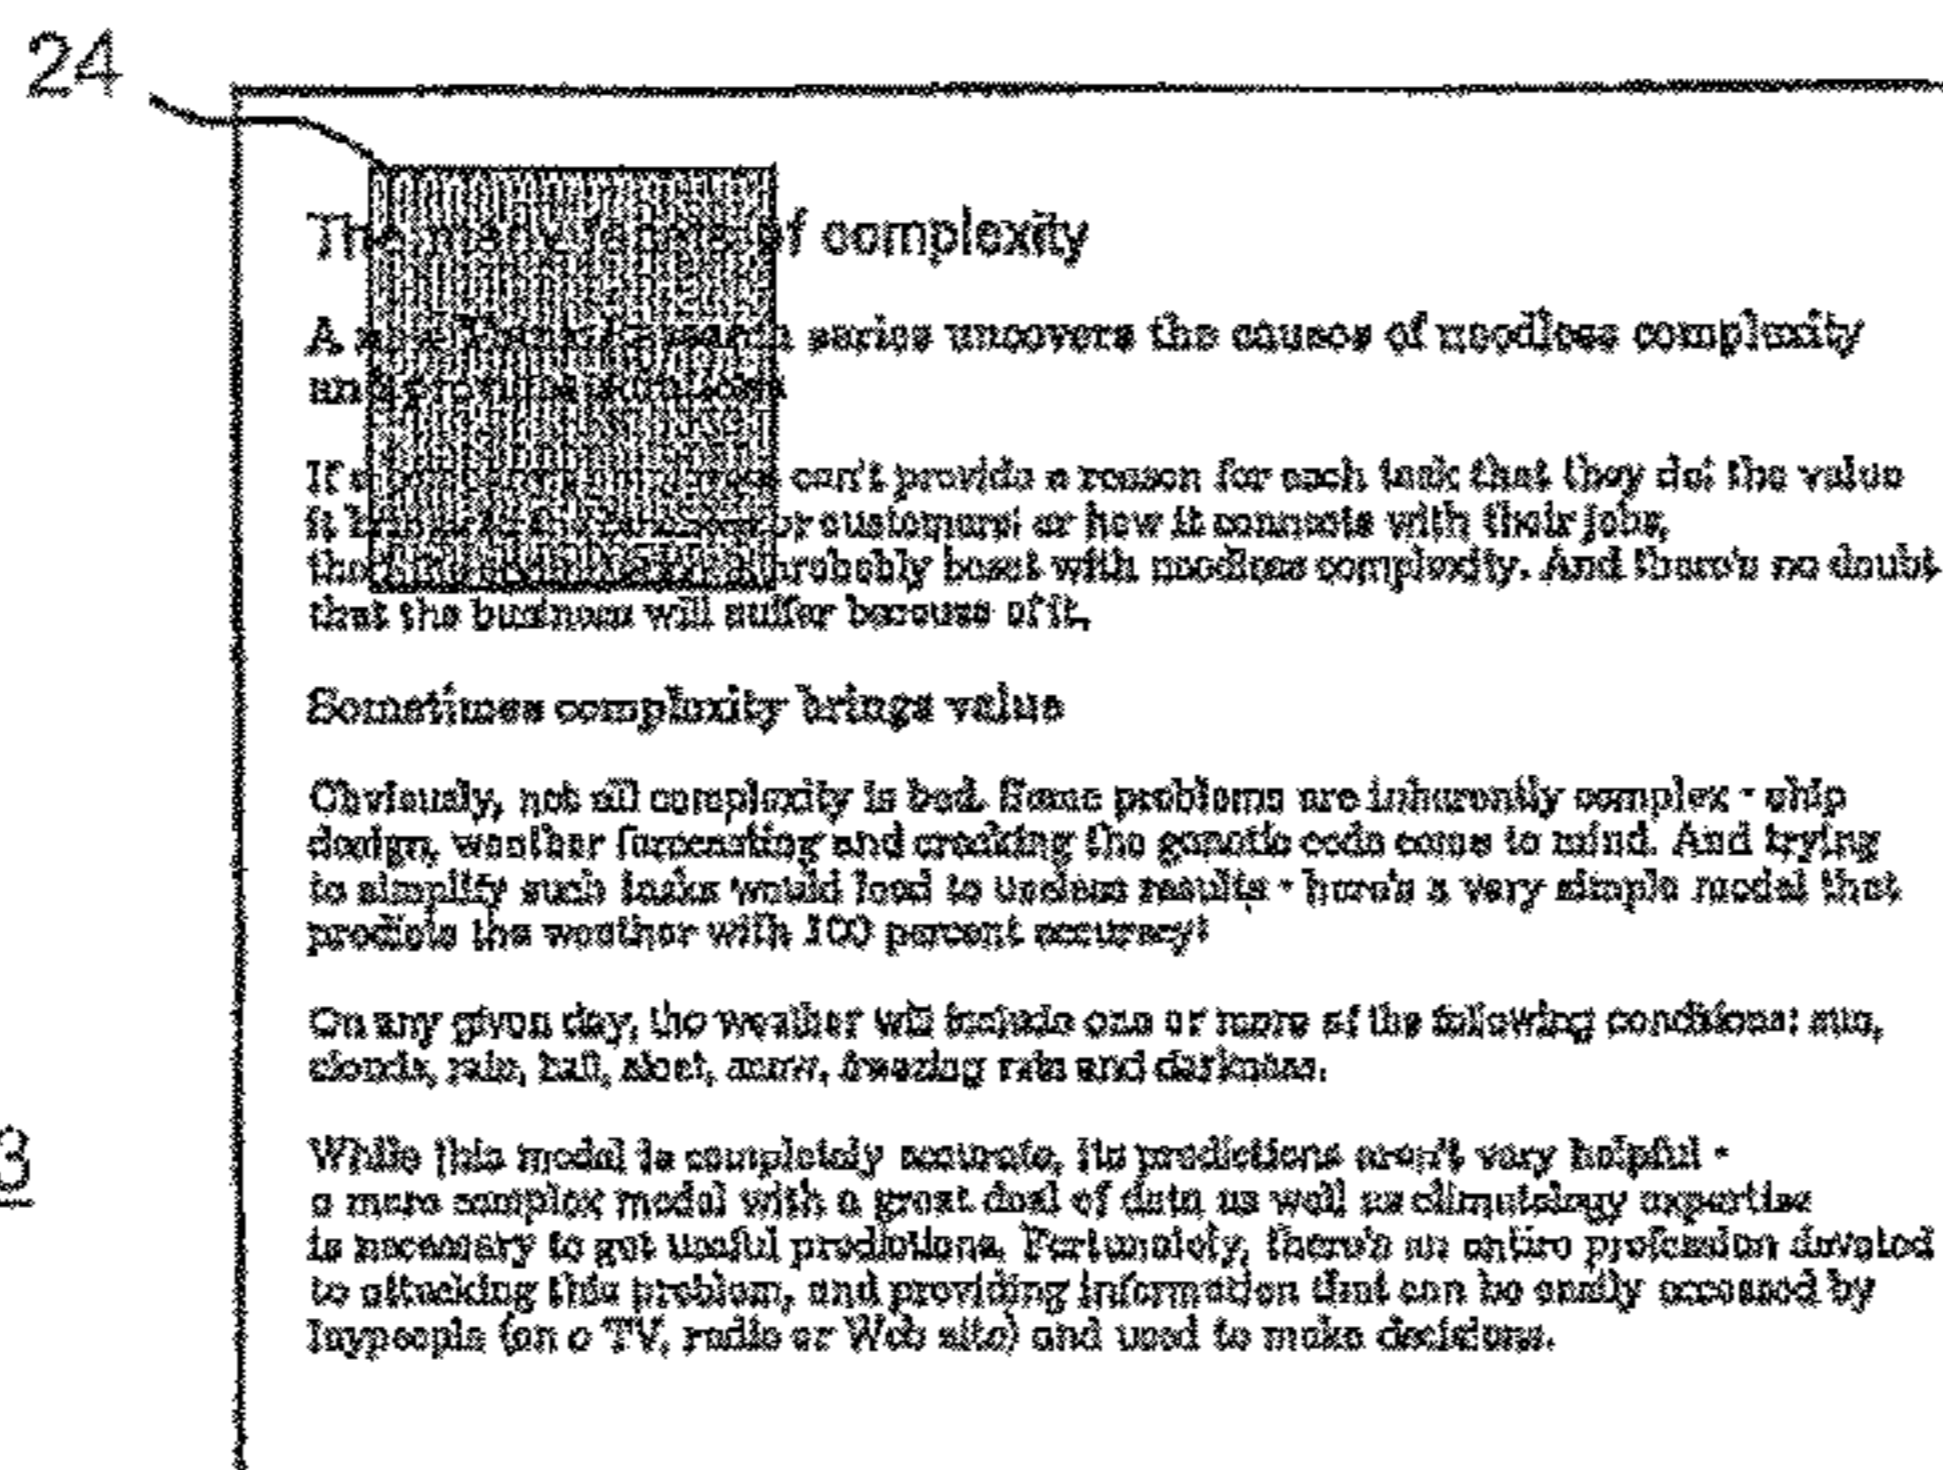 24
of complexity
A series uncovers the causes of needless complexity
If can't provide a reason for each task that they do; the value
it or customers; or how it connects with their jobs,
probably beset with needless complexity. And there's no doubt
that the business will suffer because of it.
Sometimes complexity brings value
Obviously, not all complexity is bad. Some problems are inherently complex - ship
design, weather forecasting and cracking the genetic code come to mind. And trying
to simplify such tasks would lead to useless results - here's a very simple model that
predicts the weather with 100 percent accuracy:
On any given day, the weather will include one or more of the following conditions: sun,
clouds, rain, hail, sleet, snow, freezing rain and darkness.
3
While this model is completely accurate, its predictions aren't very helpful -
a more complex model with a great deal of data as well as climatology expertise
is necessary to get useful predictions. Fortunately, there's an entire profession devoted
to attacking this problem, and providing information that can be easily accessed by
laypeople (on a TV, radio or Web site) and used to make decisions.